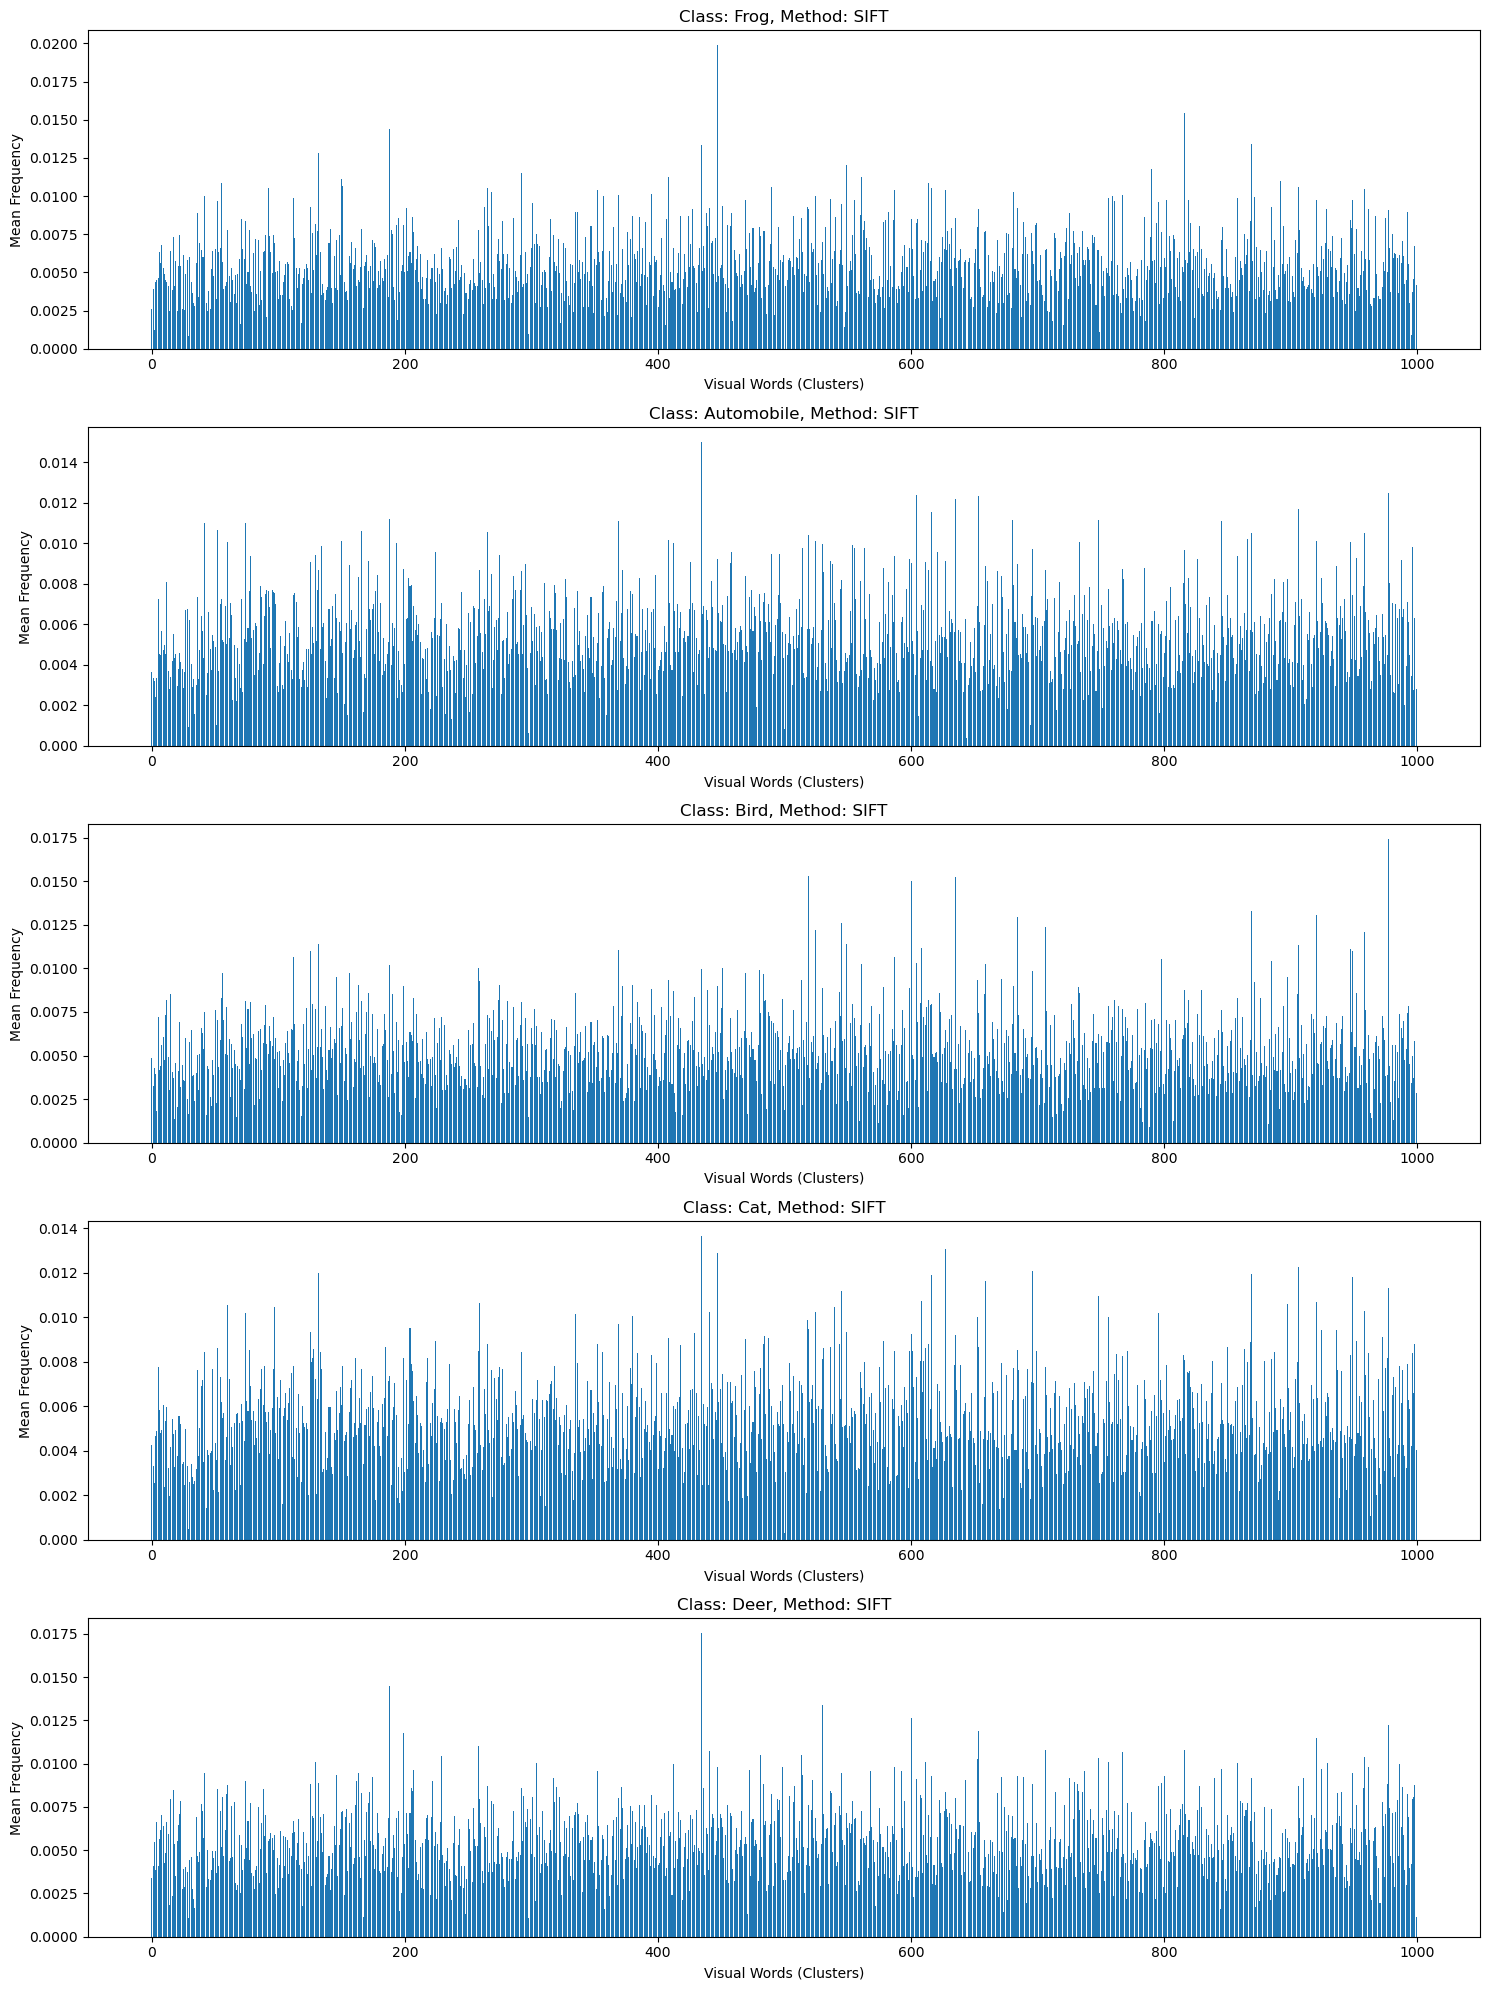 Class: Frog, Method: SIFT
0.0200
0.0175
0.0150
0.0125
0.0100
0.0075
0.0050
0.0025
0.0000
Mean Frequency
0 200 400 600 800 1000
Visual Words (Clusters)
Class: Automobile, Method: SIFT
0.014
0.012
0.010
0.008
0.006
0.004
0.002
0.000
Mean Frequency
0 200 400 600 800 1000
Visual Words (Clusters)
Class: Bird, Method: SIFT
0.0175
0.0150
0.0125
0.0100
0.0075
0.0050
0.0025
0.0000
Mean Frequency
0 200 400 600 800 1000
Visual Words (Clusters)
Class: Cat, Method: SIFT
0.014
0.012
0.010
0.008
0.006
0.004
0.002
0.000
Mean Frequency
0 200 400 600 800 1000
Visual Words (Clusters)
Class: Deer, Method: SIFT
0.0175
0.0150
0.0125
0.0100
0.0075
0.0050
0.0025
0.0000
Mean Frequency
0 200 400 600 800 1000
Visual Words (Clusters)